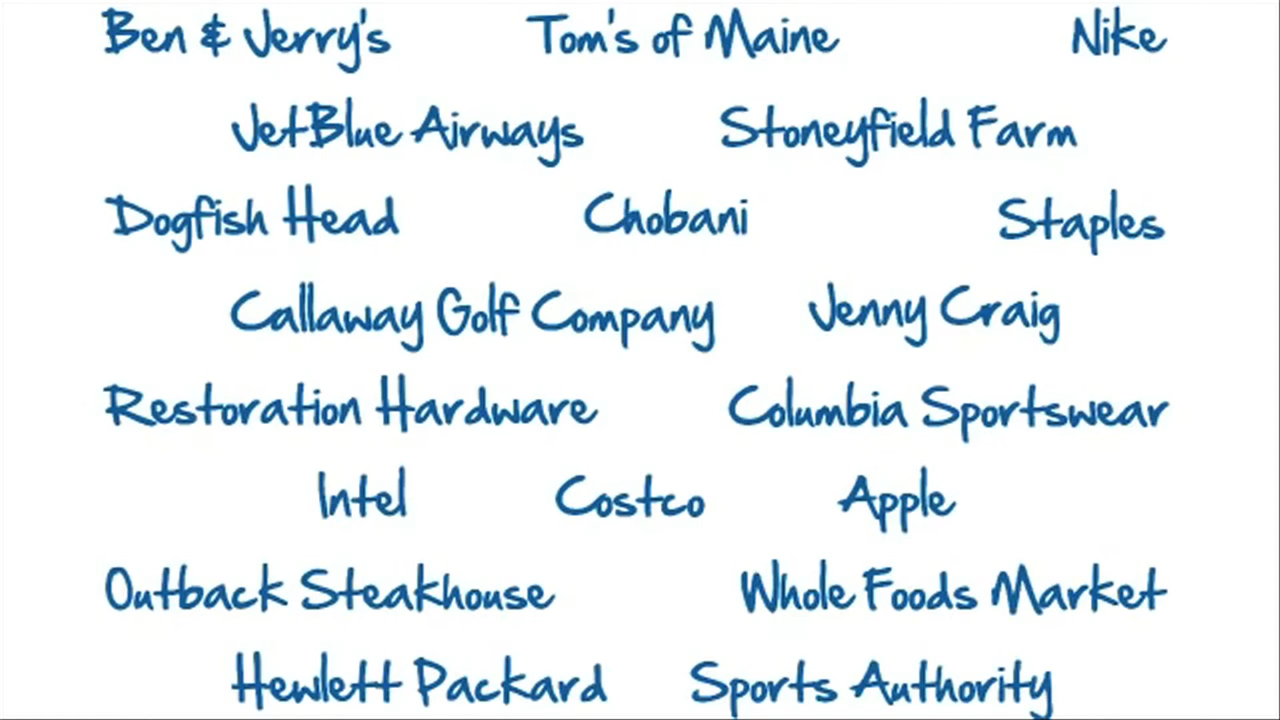 Ben & Jerry's Tom's of Maine Nike
JetBlue Airways Stoneyfield Farm
Dogfish Head Chobani Staples
Callaway Golf Company Jenny Craig
Restoration Hardware Columbia Sportswear
Intel Costco Apple
Outback Steakhouse Whole Foods Market
Hewlett Packard Sports Authority